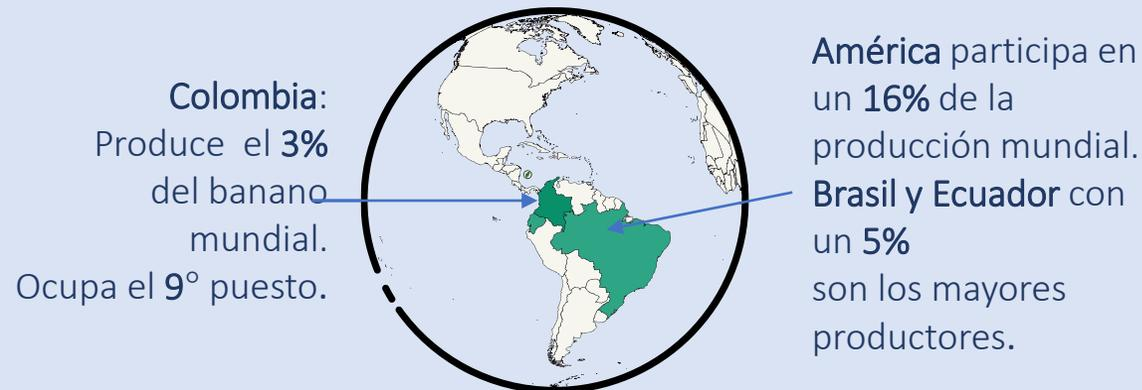 Colombia:
Produce el 3%
del banano
mundial.
Ocupa el 9° puesto.
América participa en
un 16% de la
producción mundial.
Brasil y Ecuador con
un 5%
son los mayores
productores.